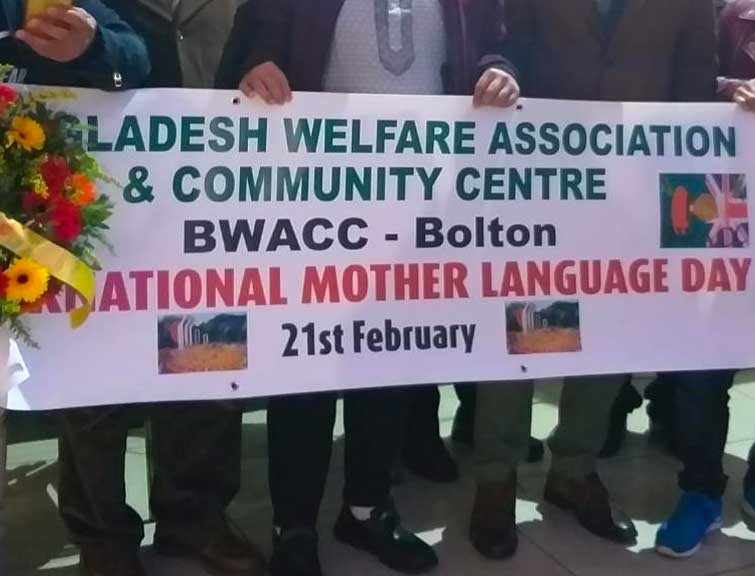 GLADESH WELFARE ASSOCIATION
& COMMUNITY CENTRE
BWACC - Bolton
RNATIONAL MOTHER LANGUAGE DAY
21st February